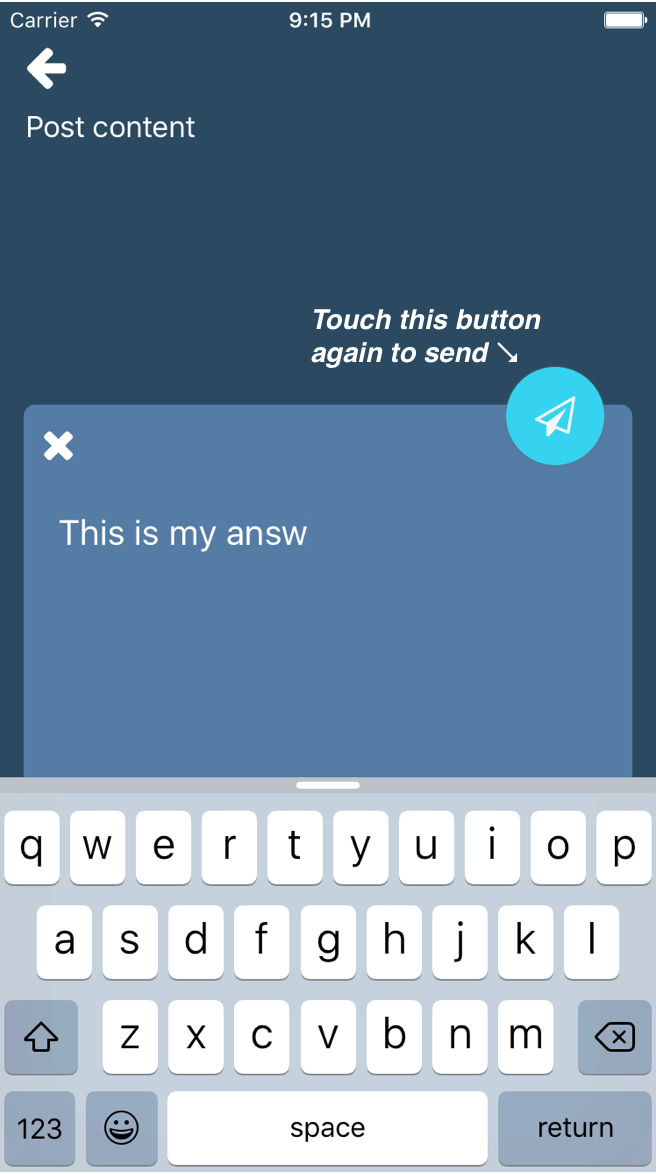 Carrier 9:15 PM
Post content
Touch this button
again to send ↘
This is my answ
q w e r t y u i o p
a s d f g h j k l
z x c v b n m
123 space return